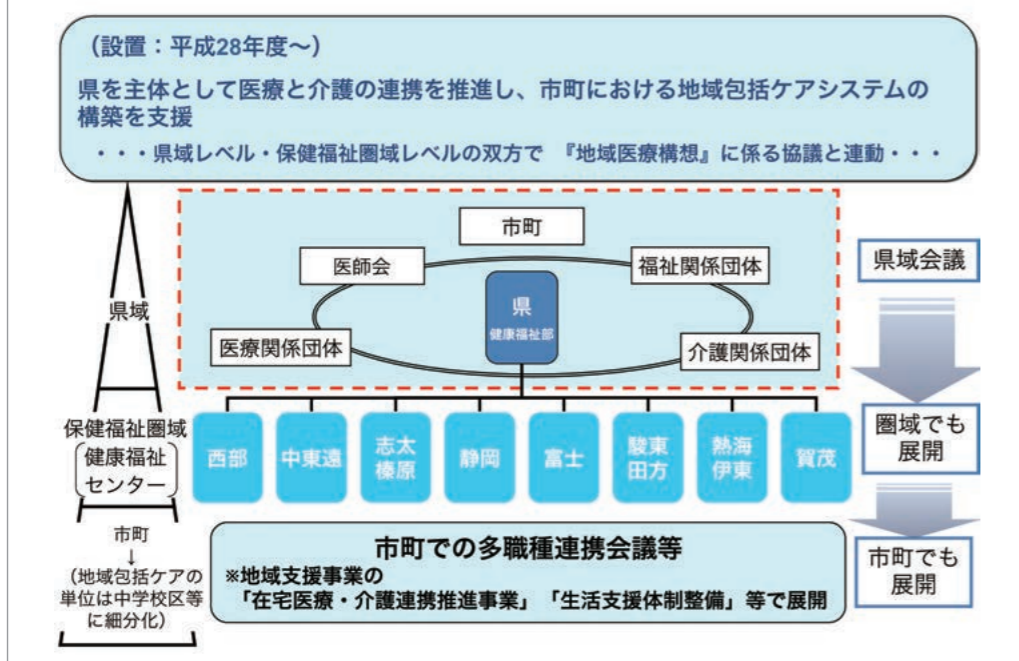 （設置：平成28年度～）
県を主体として医療と介護の連携を推進し、市町における地域包括ケアシステムの
構築を支援
・・・県域レベル・保健福祉圏域レベルの双方で　『地域医療構想』に係る協議と連動・・・
市町
医師会
福祉関係団体
県
健康福祉部
医療関係団体
介護関係団体
県域会議
県域
保健福祉圏域
健康福祉
センター
西部
中東遠
志太
榛原
静岡
富士
駿東
田方
熱海
伊東
賀茂
圏域でも
展開
市町
↓
（地域包括ケアの
単位は中学校区等
に細分化）
市町での多職種連携会議等
※地域支援事業の
「在宅医療・介護連携推進事業」「生活支援体制整備」等で展開
市町でも
展開